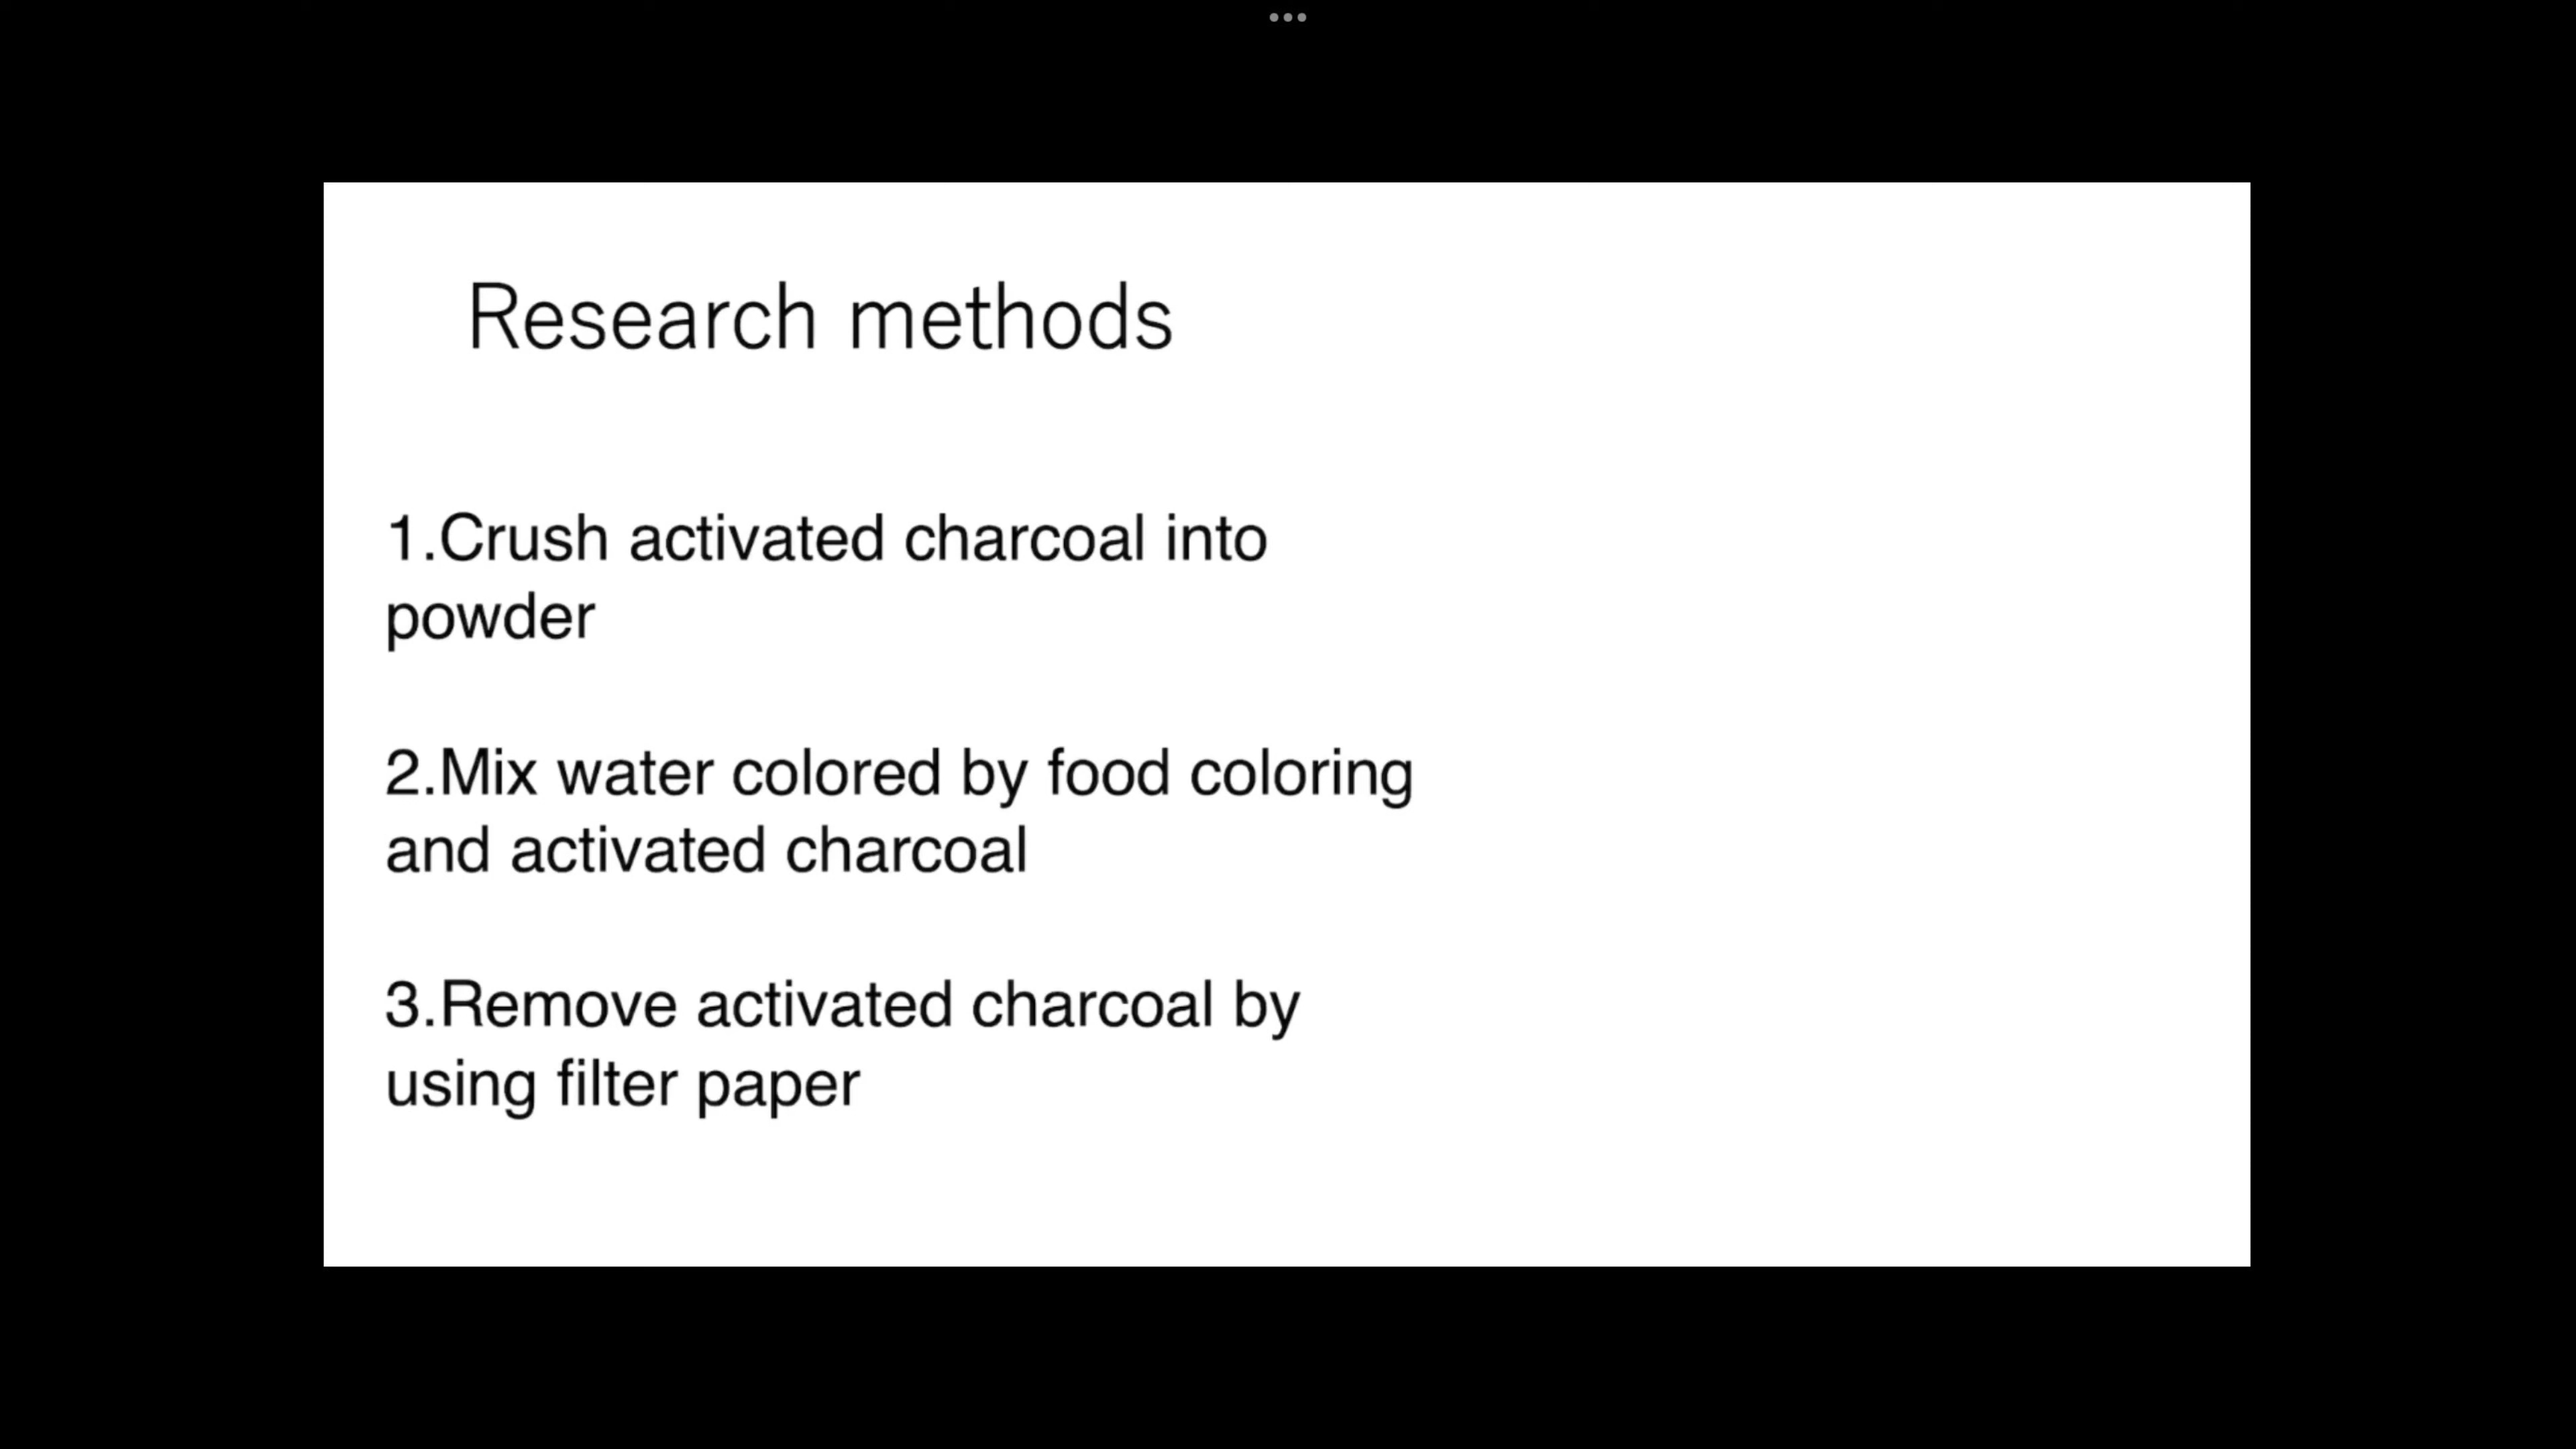 Research methods
1.Crush activated charcoal into
powder
2.Mix water colored by food coloring
and activated charcoal
3.Remove activated charcoal by
using filter paper